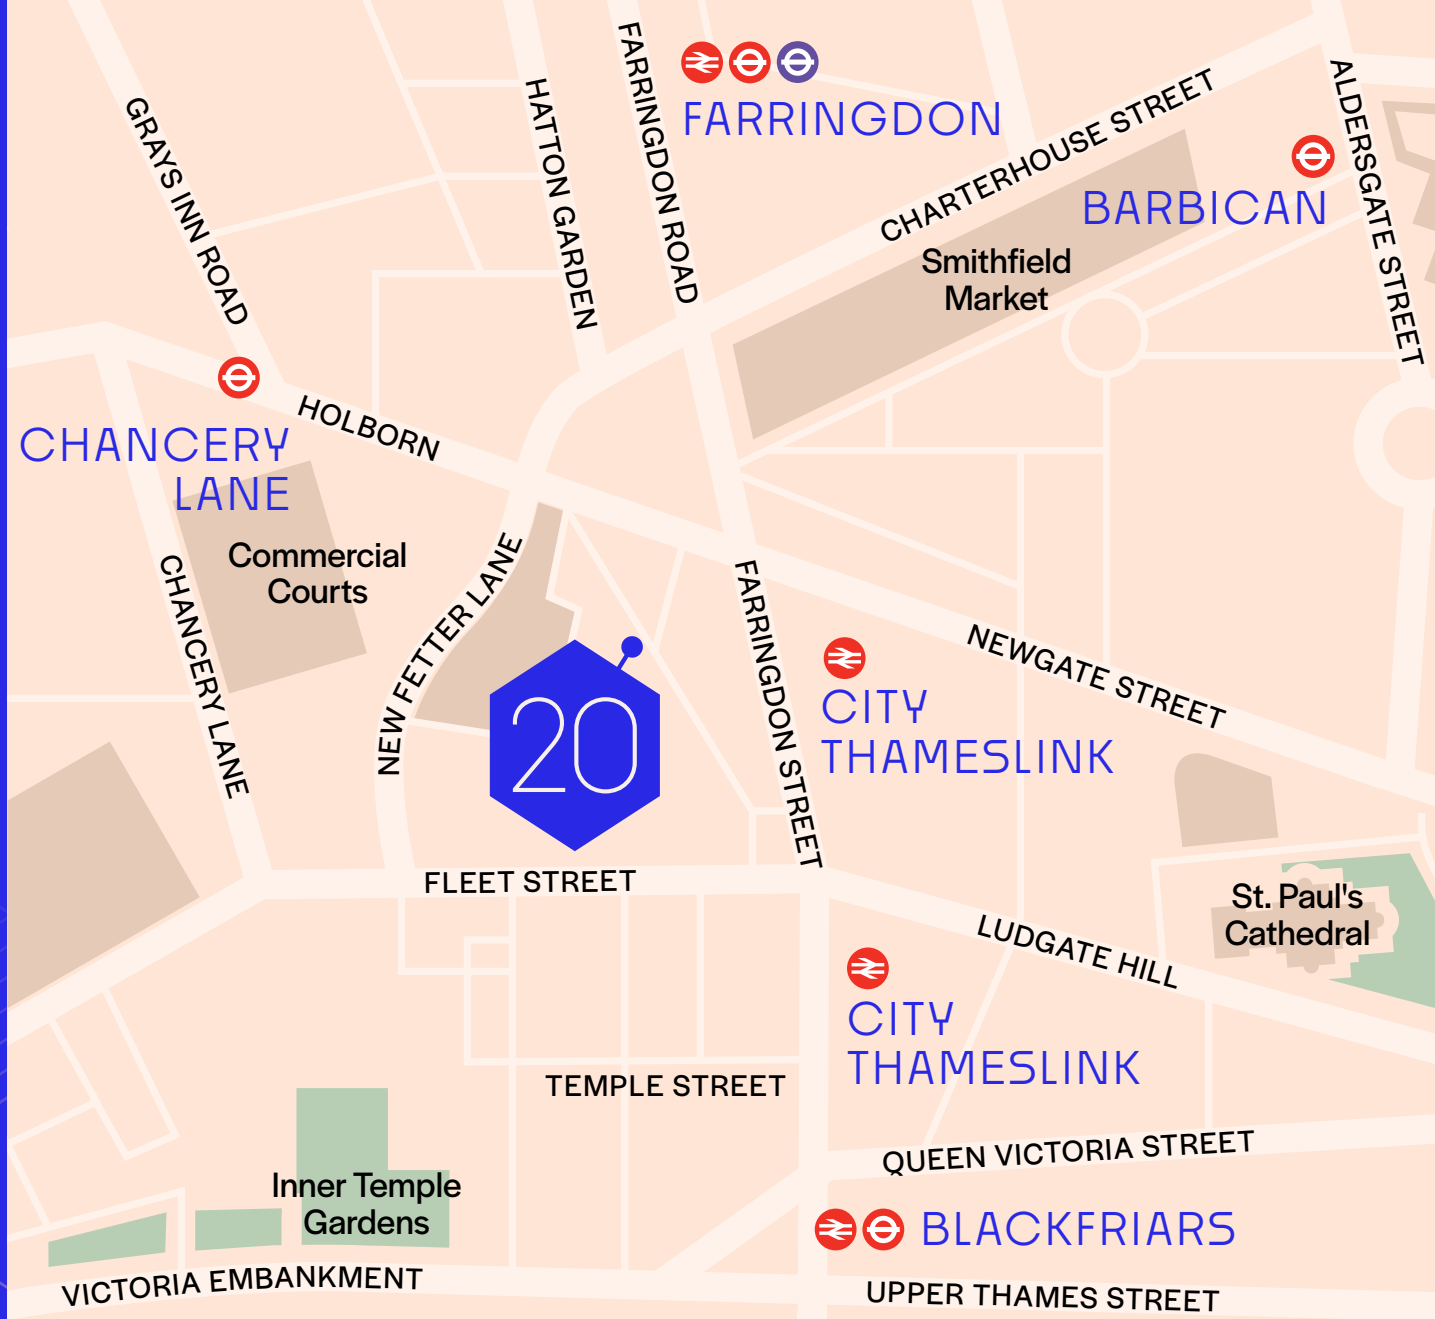 FARRINGDON ROAD
FARRINGDON
ALDERSGATE STREET
CHARTERHOUSE STREET
HATTON GARDEN
GRAYS INN ROAD
BARBICAN
Smithfield
Market
HOLBORN
CHANCERY
LANE
Commercial
Courts
NEW FETTER LANE
CHANCERY LANE
FARRINGDON STREET
NEWGATE STREET
CITY
THAMESLINK
20
FLEET STREET
St. Paul's
Cathedral
LUDGATE HILL
CITY
THAMESLINK
TEMPLE STREET
QUEEN VICTORIA STREET
Inner Temple
Gardens
BLACKFRIARS
VICTORIA EMBANKMENT
UPPER THAMES STREET